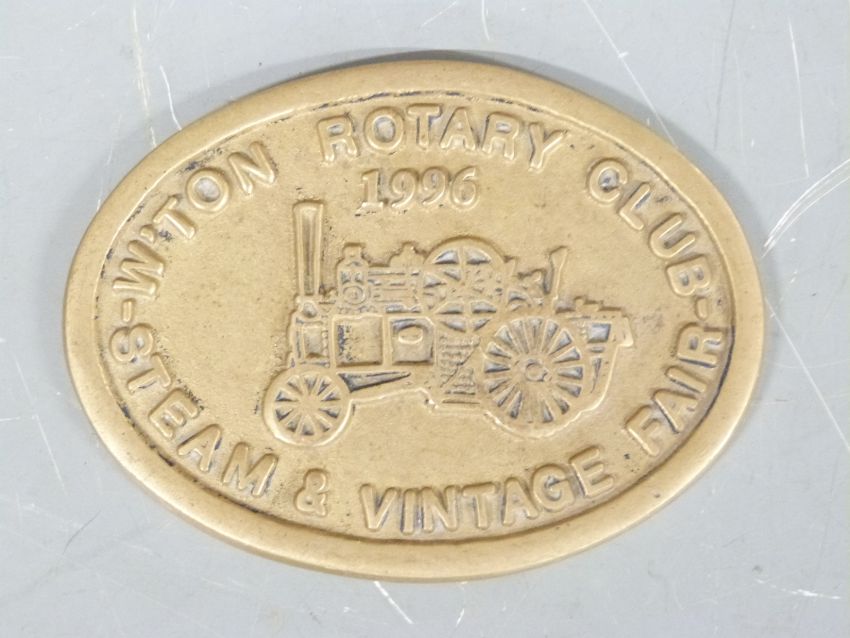 W'TON ROTARY CLUB
1996
-STEAM & VINTAGE FAIR-